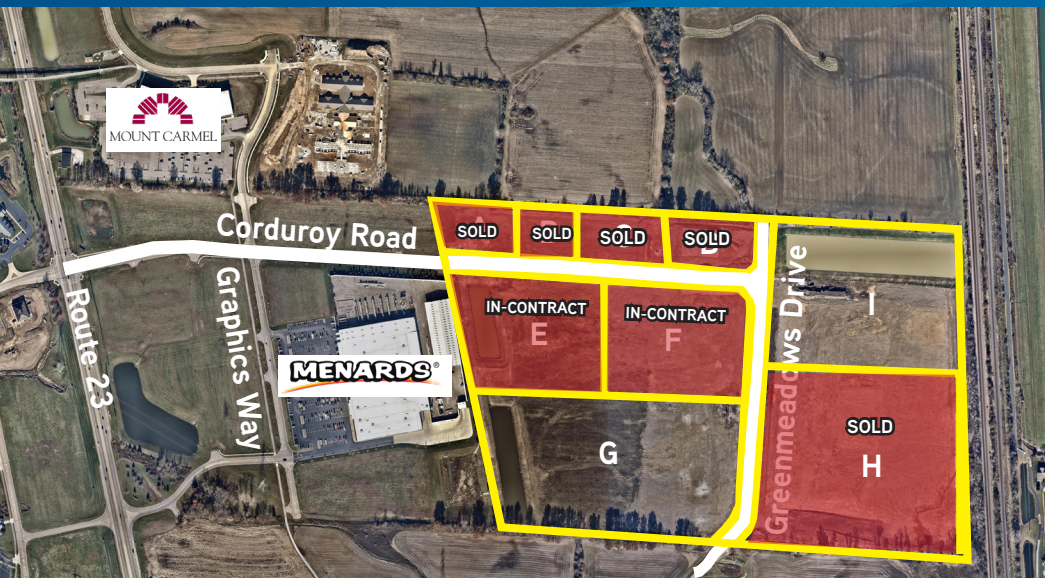 MOUNT CARMEL
Corduroy Road
Route 23
Graphics Way
MENARDS®
SOLD
SOLD
SOLD
SOLD
D
IN-CONTRACT
E
IN-CONTRACT
F
G
Greenmeadows Drive
I
SOLD
H